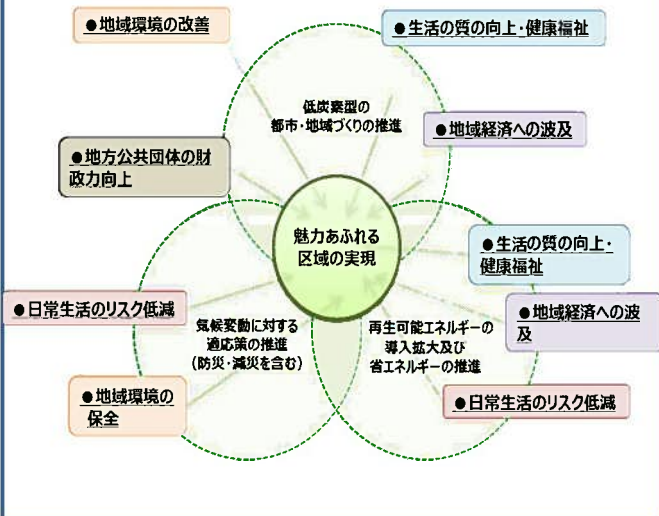 ●地域環境の改善
●生活の質の向上・健康福祉
低炭素型の
都市・地域づくりの推進
●地域経済への波及
●地方公共団体の財
政力向上
魅力あふれる
区域の実現
●生活の質の向上・
健康福祉
●日常生活のリスク低減
●地域経済への波
及
気候変動に対する
適応策の推進
（防災・減災を含む）
再生可能エネルギーの
導入拡大及び
省エネルギーの推進
●地域環境の
保全
●日常生活のリスク低減